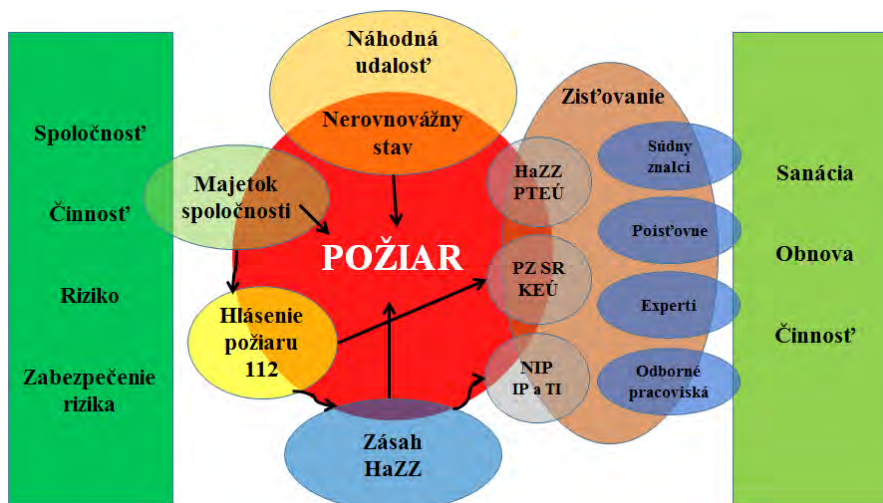 Spoločnosť
Činnosť
Riziko
Zabezpečenie
rizika
Náhodná
udalosť
Nerovnovážny
stav
Majetok
spoločnosti
POŽIAR
Hlásenie
požiaru
112
Zásah
HaZZ
Zisťovanie
HaZZ
PTEÚ
PZ SR
KEÚ
NIP
IP a TI
Súdny
znalci
Poisťovne
Experti
Odborné
pracoviská
Sanácia
Obnova
Činnosť